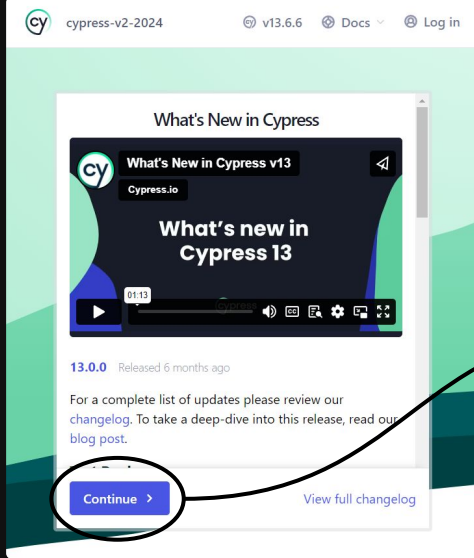 cy cypress-v2-2024 cy v13.6.6 Docs Log in
What's New in Cypress
cy What's New in Cypress v13
Cypress.io
What's new in
Cypress 13
01:13
cypress CC
13.0.0 Released 6 months ago
For a complete list of updates please review our
changelog. To take a deep-dive into this release, read our
blog post.
Continue
View full changelog